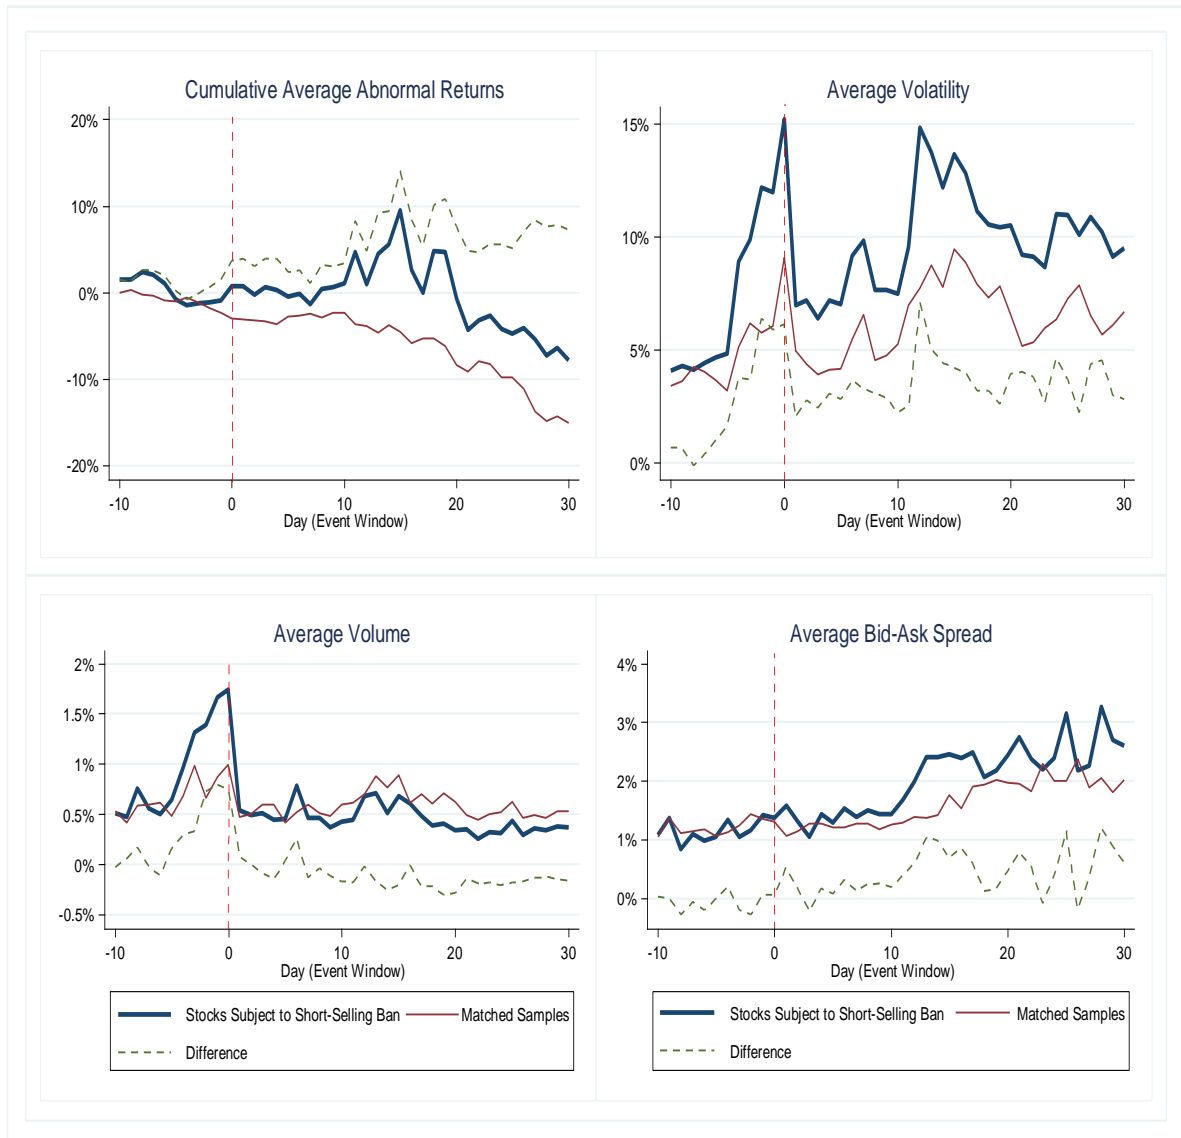 Cumulative Average Abnormal Returns
20%
10%
0%
-10%
-20%
-10 0 10 20 30
Day (Event Window)
Average Volatility
15%
10%
5%
0%
-10 0 10 20 30
Day (Event Window)
Average Volume
2%
1.5%
1%
0.5%
0%
-0.5%
-10 0 10 20 30
Day (Event Window)
Stocks Subject to Short-Selling Ban Matched Samples
Difference
Average Bid-Ask Spread
4%
3%
2%
1%
0%
-10 0 10 20 30
Day (Event Window)
Stocks Subject to Short-Selling Ban Matched Samples
Difference